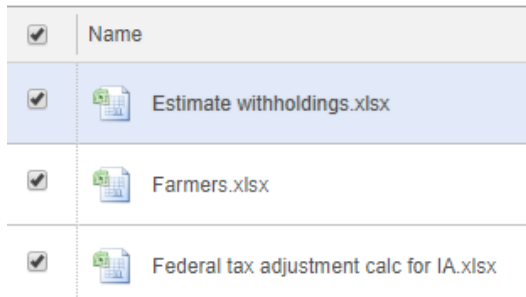 Name
Estimate withholdings.xlsx
Farmers.xlsx
Federal tax adjustment calc for IA.xlsx